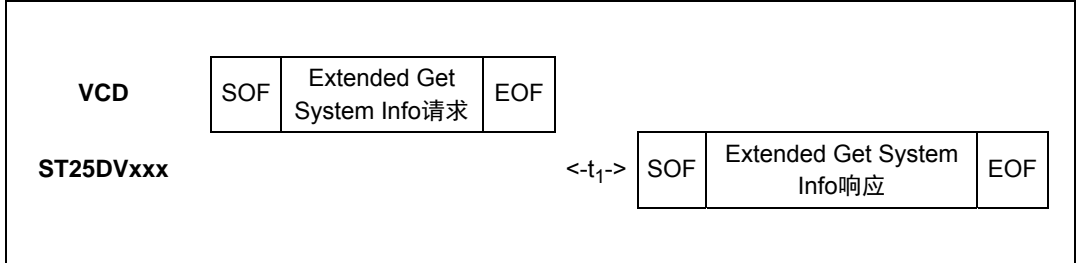 VCD
SOF
Extended Get
System Info请求
EOF
ST25DVxxx
<-t₁->
SOF
Extended Get System
Info响应
EOF